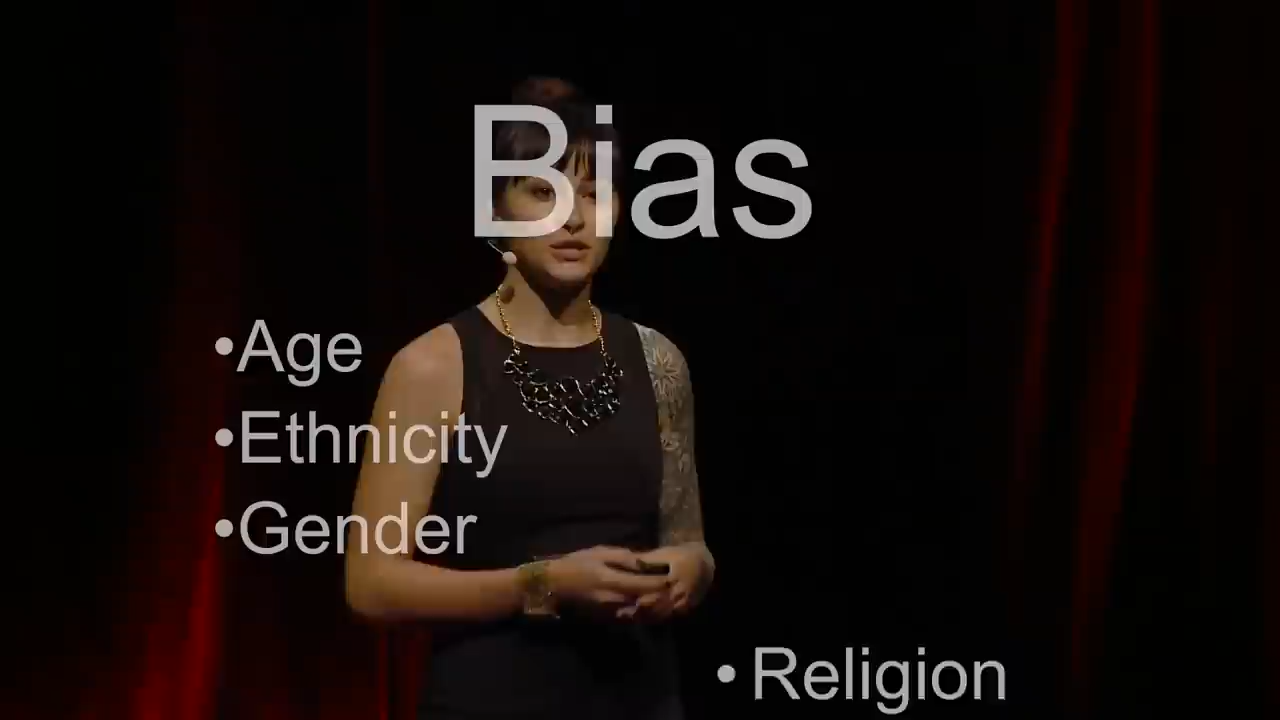 Bias
•Age
•Ethnicity
•Gender
• Religion